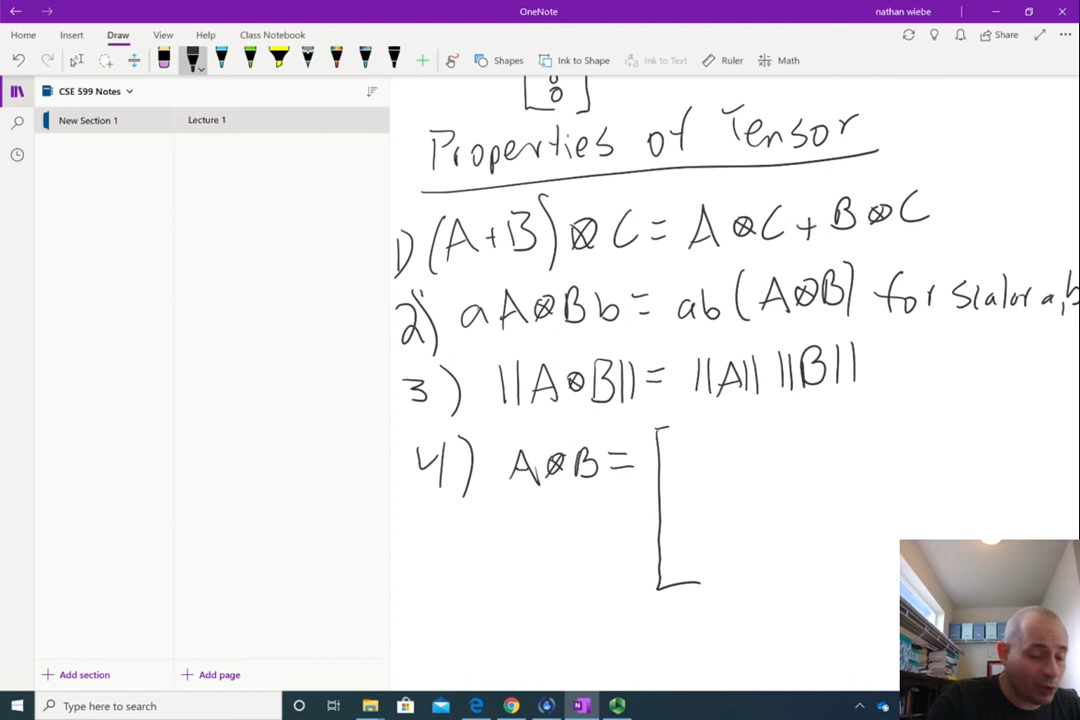 OneNote
nathan wiebe
Home Insert Draw View Help Class Notebook
Share
Shapes Ink to Shape Ink to Text Ruler Math
CSE 599 Notes
New Section 1 Lecture 1
[0]
Properties of Tensor
1) (A+B)⊗C = A⊗C + B⊗C
2) aA⊗Bb = ab(A⊗B) for scalar a,b
3) ||A⊗B|| = ||A|| ||B||
4) A⊗B = [
Add section Add page
Type here to search